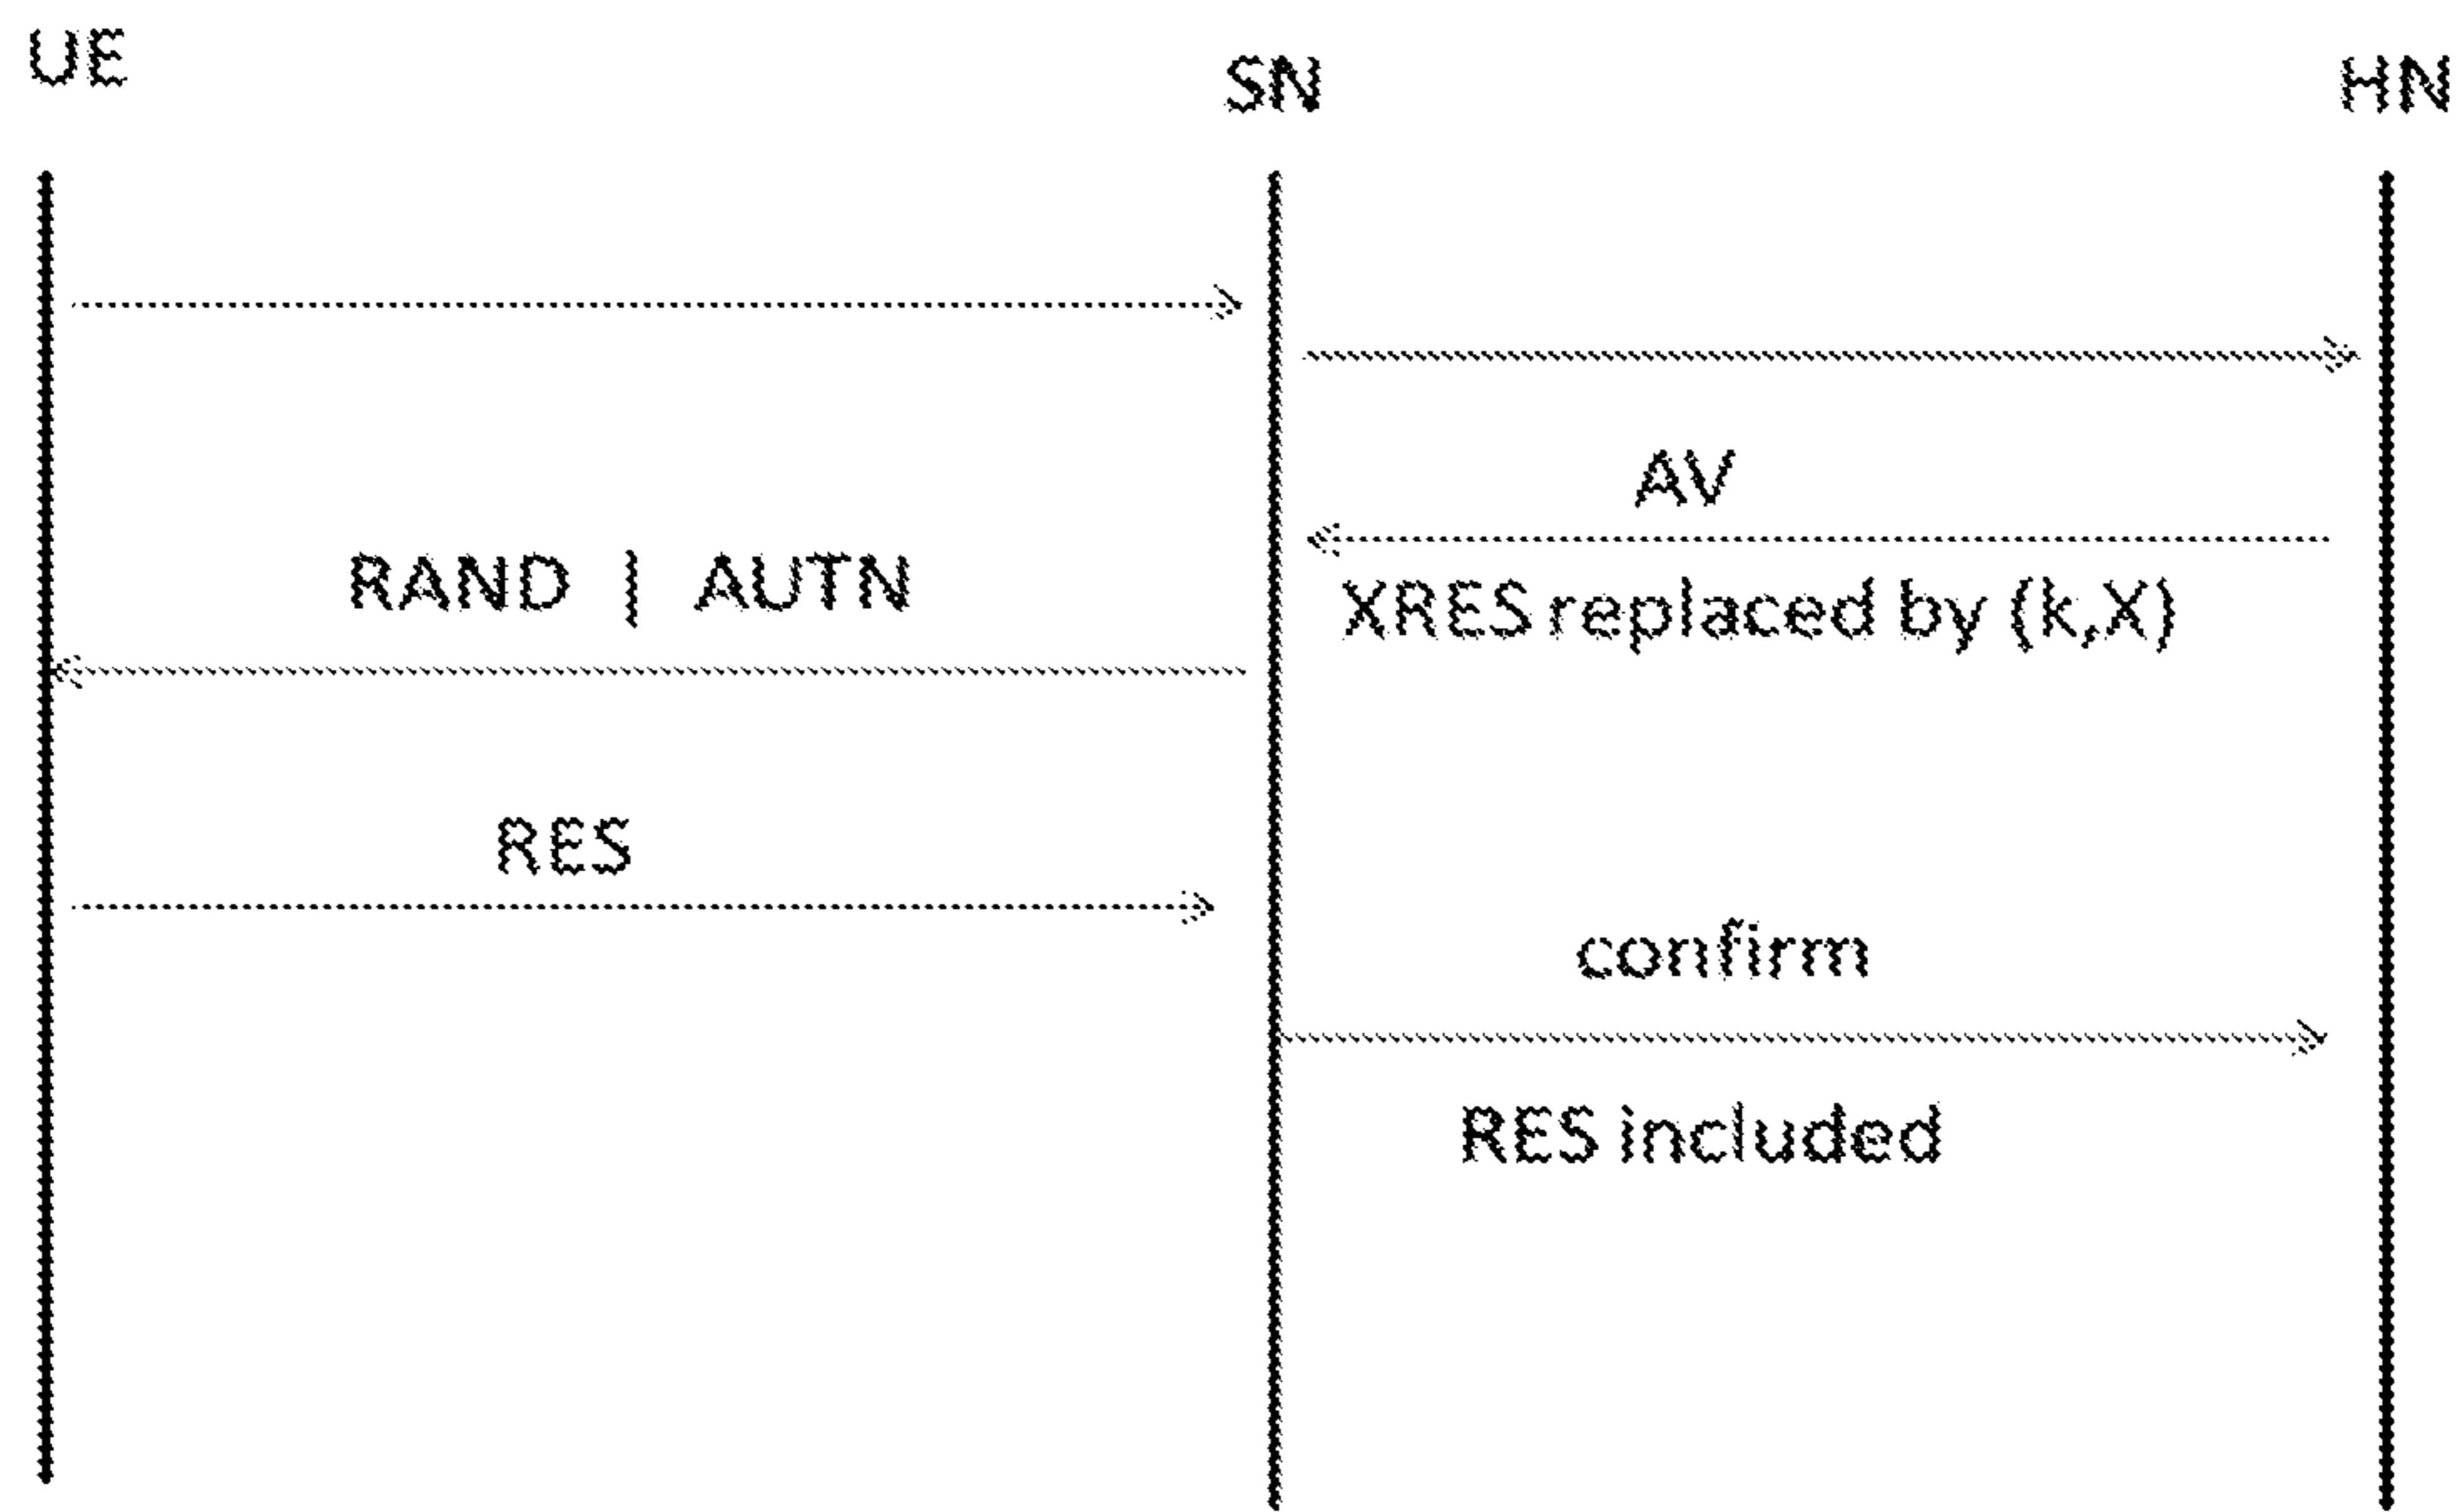 UE
SN
HN
AV
RAND | AUTN
XRES replaced by (k,X)
RES
confirm
RES included